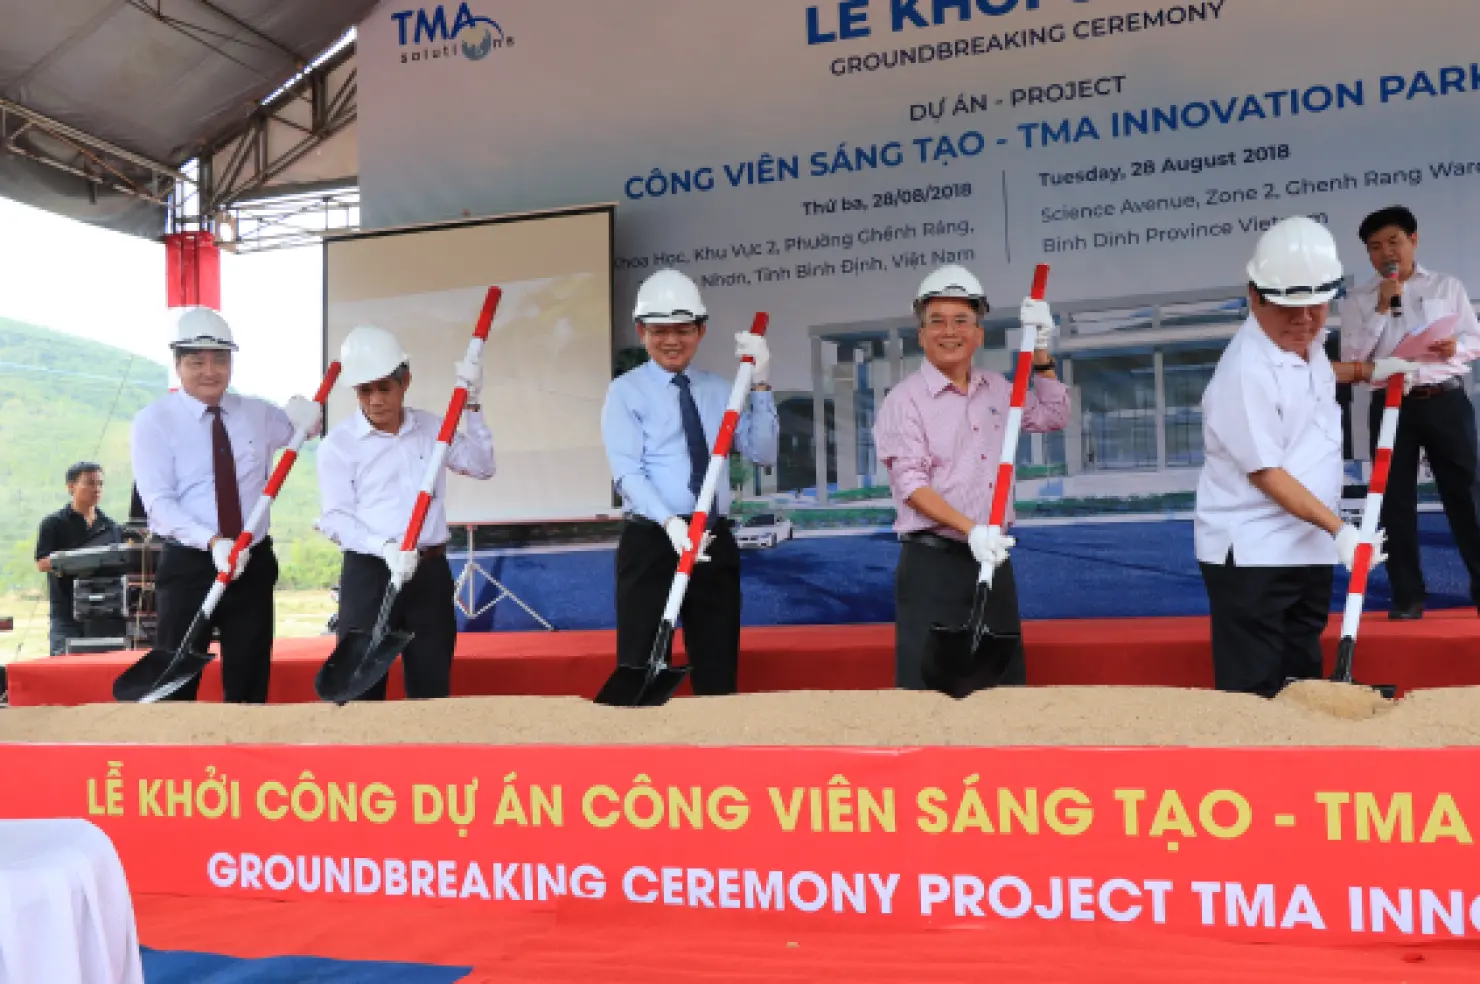 TMA
solutions
LỄ KHỞI
GROUNDBREAKING CEREMONY
DỰ ÁN - PROJECT
CÔNG VIÊN SÁNG TẠO - TMA INNOVATION PARK
Thứ ba, 28/08/2018
Khoa Học, Khu Vực 2, Phường Ghềnh Ráng,
Nhơn, Tỉnh Bình Định, Việt Nam
Tuesday, 28 August 2018
Science Avenue, Zone 2, Ghenh Rang Ward
Binh Dinh Province
LỄ KHỞI CÔNG DỰ ÁN CÔNG VIÊN SÁNG TẠO - TMA
GROUNDBREAKING CEREMONY PROJECT TMA INNO